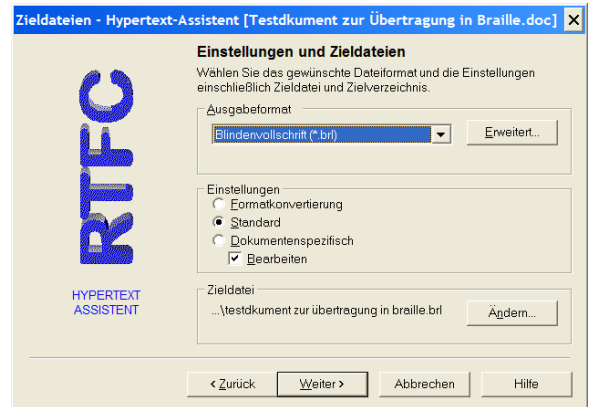 Zieldateien - Hypertext-Assistent [Testdkument zur Übertragung in Braille.doc]
RTFC
HYPERTEXT
ASSISTENT
Einstellungen und Zieldateien
Wählen Sie das gewünschte Dateiformat und die Einstellungen
einschließlich Zieldatei und Zielverzeichnis.
Ausgabeformat
Blindenvollschrift (*.brl)
Erweitert...
Einstellungen
Formatkonvertierung
Standard
Dokumentenspezifisch
Bearbeiten
Zieldatei
...\testdkument zur übertragung in braille.brl
Ändern...
< Zurück
Weiter >
Abbrechen
Hilfe